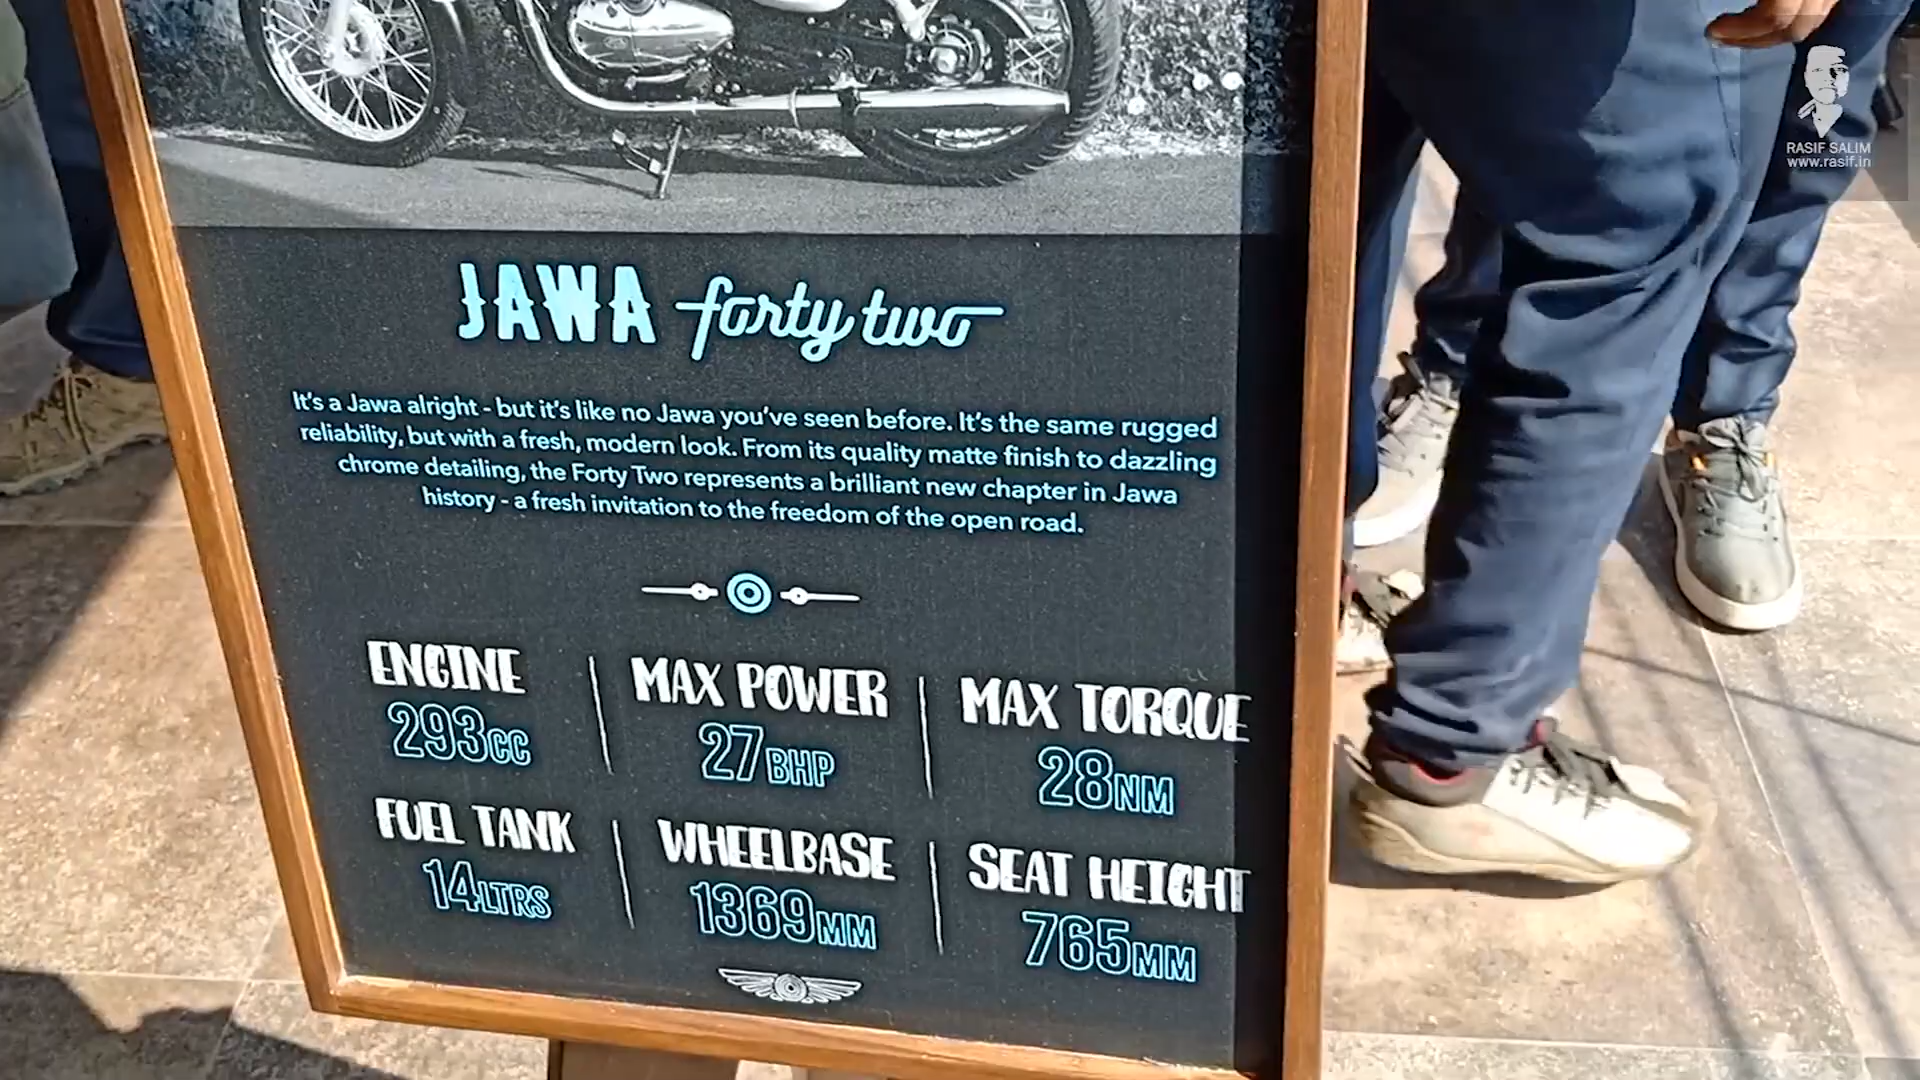 RASIF SALIM
www.rasif.in
JAWA forty two
It's a Jawa alright - but it's like no Jawa you've seen before. It's the same rugged
reliability, but with a fresh, modern look. From its quality matte finish to dazzling
chrome detailing, the Forty Two represents a brilliant new chapter in Jawa
history - a fresh invitation to the freedom of the open road.
ENGINE
293CC
MAX POWER
27BHP
MAX TORQUE
28NM
FUEL TANK
14LTRS
WHEELBASE
1369MM
SEAT HEIGHT
765MM